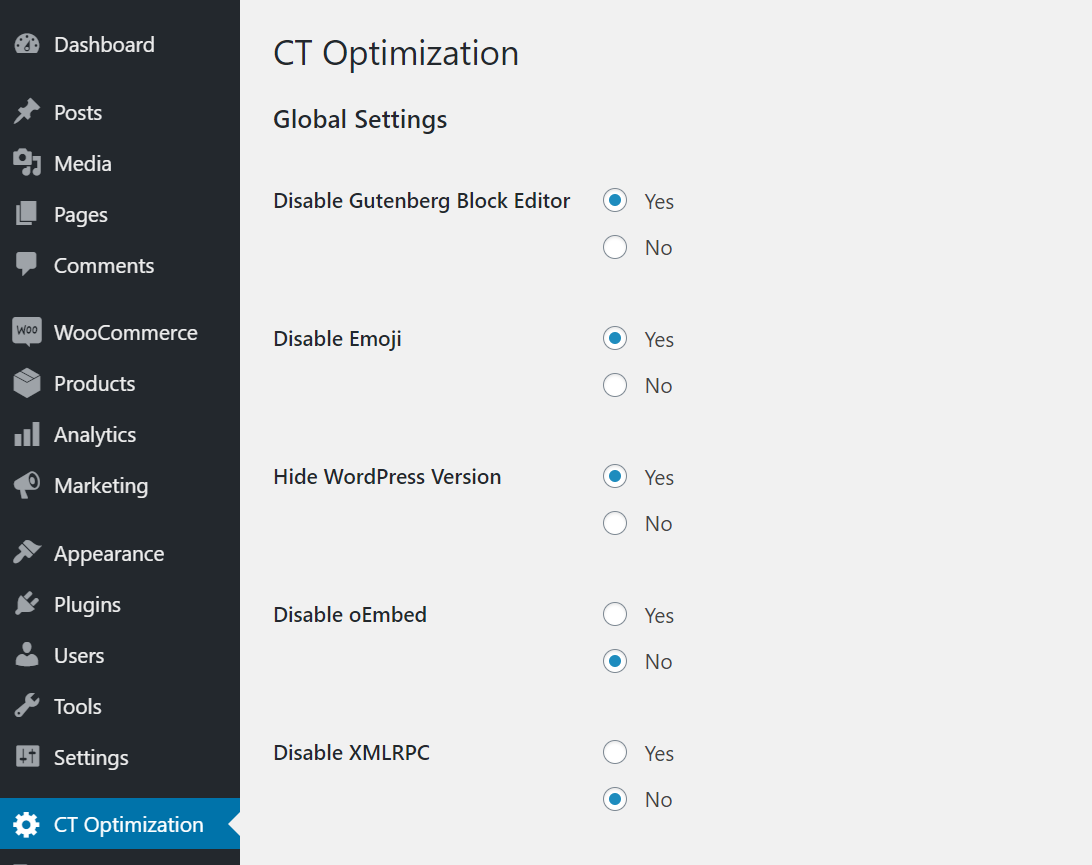 Dashboard
Posts
Media
Pages
Comments
Woo WooCommerce
Products
Analytics
Marketing
Appearance
Plugins
Users
Tools
Settings
CT Optimization
CT Optimization
Global Settings
Disable Gutenberg Block Editor Yes
No
Disable Emoji Yes
No
Hide WordPress Version Yes
No
Disable oEmbed Yes
No
Disable XMLRPC Yes
No